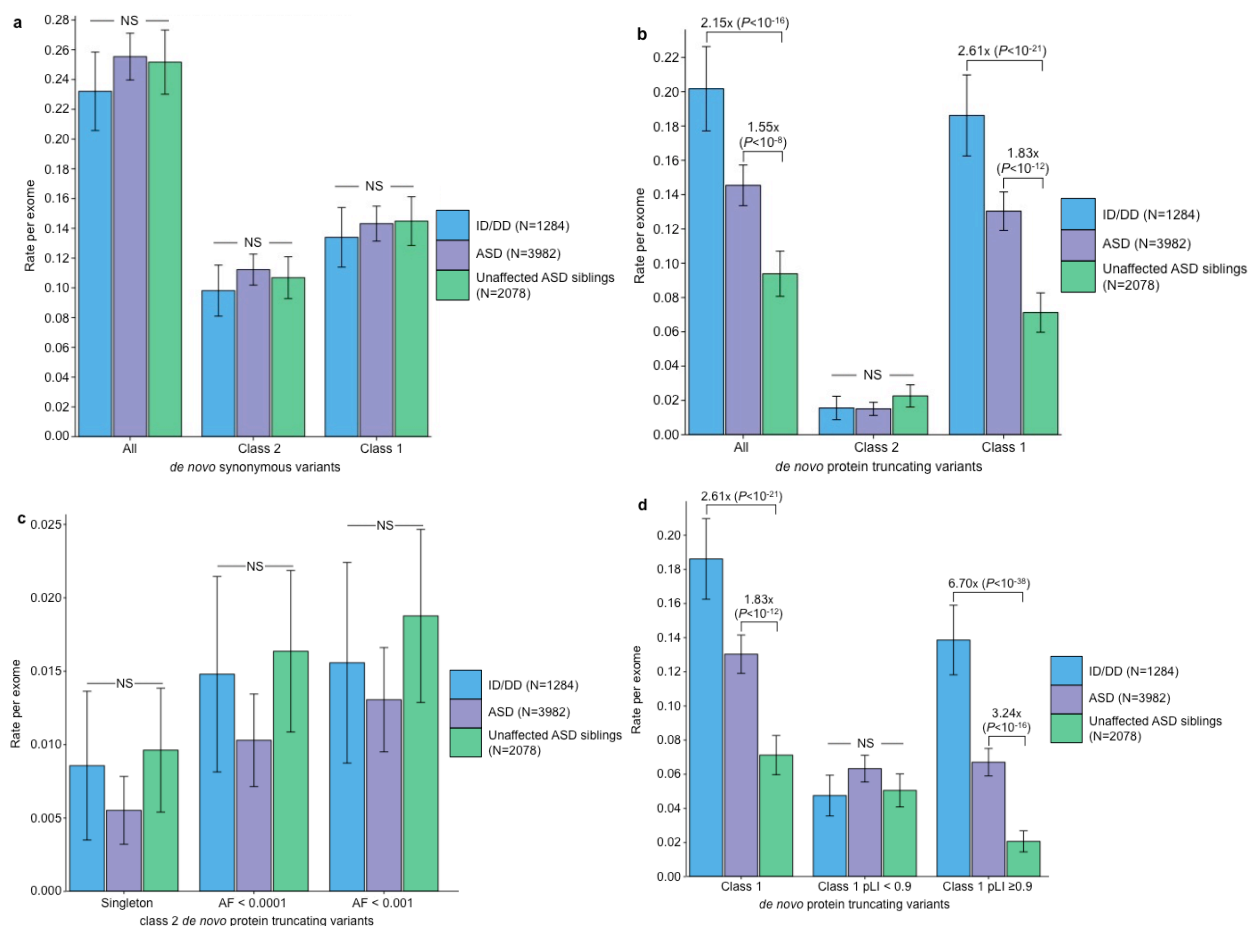 a
NS
0.28
0.26
0.24
0.22
0.20
0.18
0.16
0.14
0.12
0.10
0.08
0.06
0.04
0.02
0.00
Rate per exome
NS
NS
All
Class 2
Class 1
de novo synonymous variants
ID/DD (N=1284)
ASD (N=3982)
Unaffected ASD siblings
(N=2078)
b
2.15x (P<10-16)
2.61x (P<10-21)
1.55x
(P<10-8)
1.83x
(P<10-12)
0.22
0.20
0.18
0.16
0.14
0.12
0.10
0.08
0.06
0.04
0.02
0.00
Rate per exome
NS
All
Class 2
Class 1
de novo protein truncating variants
ID/DD (N=1284)
ASD (N=3982)
Unaffected ASD siblings
(N=2078)
c
0.025
0.020
0.015
0.010
0.005
0.000
Rate per exome
NS
NS
NS
Singleton
AF < 0.0001
AF < 0.001
class 2 de novo protein truncating variants
ID/DD (N=1284)
ASD (N=3982)
Unaffected ASD siblings
(N=2078)
d
2.61x (P<10-21)
1.83x
(P<10-12)
6.70x (P<10-38)
3.24x
(P<10-16)
0.20
0.18
0.16
0.14
0.12
0.10
0.08
0.06
0.04
0.02
0.00
Rate per exome
NS
Class 1
Class 1 pLI < 0.9
Class 1 pLI ≥0.9
de novo protein truncating variants
ID/DD (N=1284)
ASD (N=3982)
Unaffected ASD siblings
(N=2078)